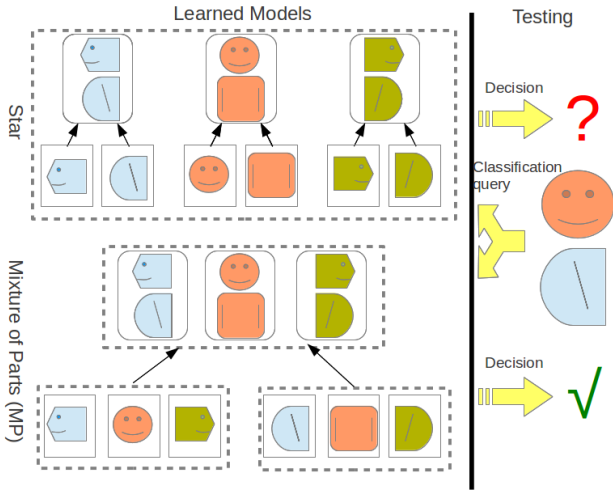 Learned Models
Testing
Star
Decision
?
Classification
query
Mixture of Parts (MP)
Decision
√